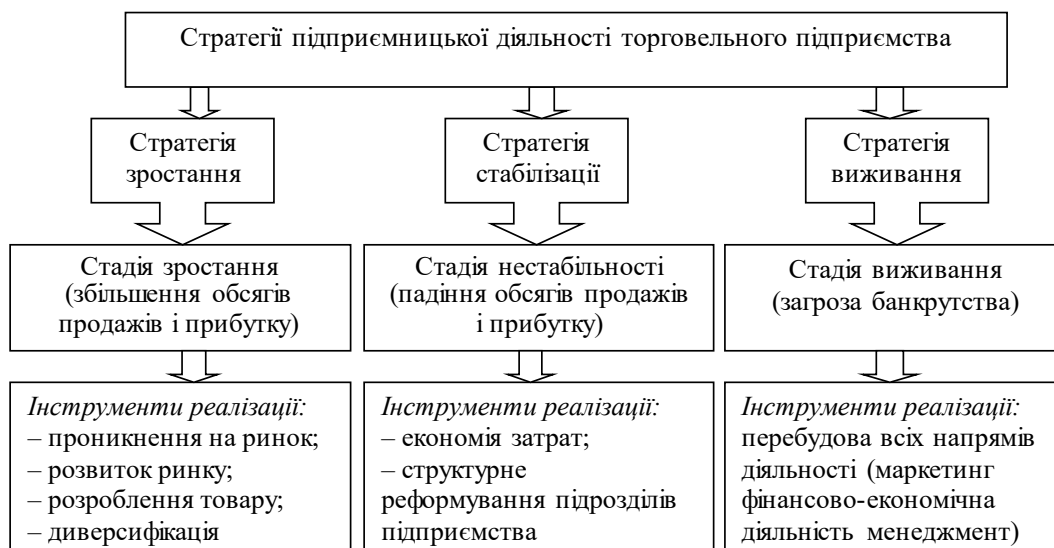 Стратегії підприємницької діяльності торговельного підприємства
Стратегія
зростання
Стратегія
стабілізації
Стратегія
виживання
Стадія зростання
(збільшення обсягів
продажів і прибутку)
Стадія нестабільності
(падіння обсягів продажів
і прибутку)
Стадія виживання
(загроза банкрутства)
Інструменти реалізації:
– проникнення на ринок;
– розвиток ринку;
– розроблення товару;
– диверсифікація
Інструменти реалізації:
– економія затрат;
– структурне
реформування підрозділів
підприємства
Інструменти реалізації:
перебудова всіх напрямів
діяльності (маркетинг
фінансово-економічна
діяльність менеджмент)